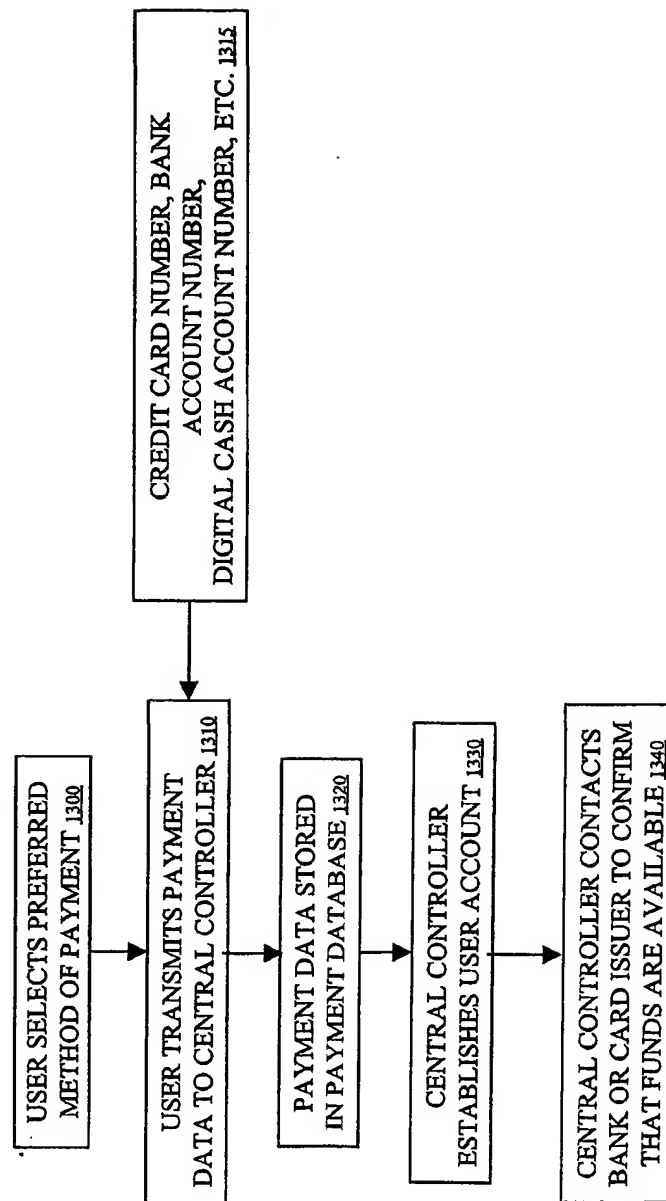 USER SELECTS PREFERRED
METHOD OF PAYMENT 1300
USER TRANSMITS PAYMENT
DATA TO CENTRAL CONTROLLER 1310
CREDIT CARD NUMBER, BANK
ACCOUNT NUMBER,
DIGITAL CASH ACCOUNT NUMBER, ETC. 1315
PAYMENT DATA STORED
IN PAYMENT DATABASE 1320
CENTRAL CONTROLLER
ESTABLISHES USER ACCOUNT 1330
CENTRAL CONTROLLER CONTACTS
BANK OR CARD ISSUER TO CONFIRM
THAT FUNDS ARE AVAILABLE 1340